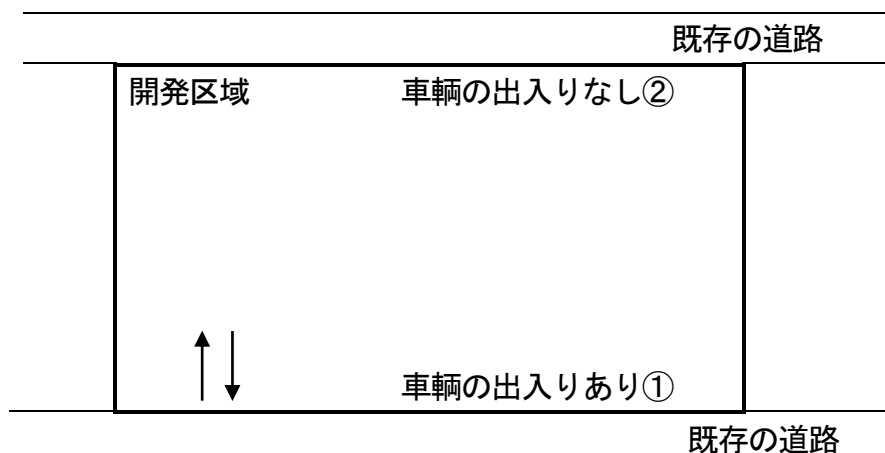 既存の道路
開発区域
車輌の出入りなし②
車輌の出入りあり①
既存の道路